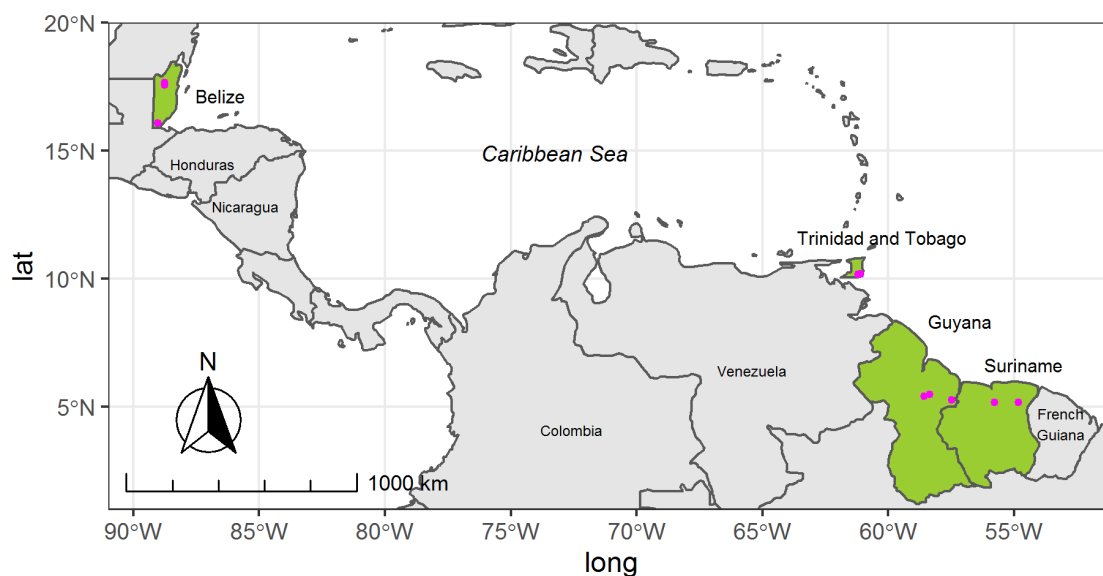 20°N
Belize
Caribbean Sea
15°N
Honduras
Nicaragua
Trinidad and Tobago
10°N
lat
Guyana
N
Suriname
Venezuela
5°N
French
Guiana
Colombia
1000 km
90°W
85°W
80°W
75°W
70°W
65°W
60°W
55°W
long